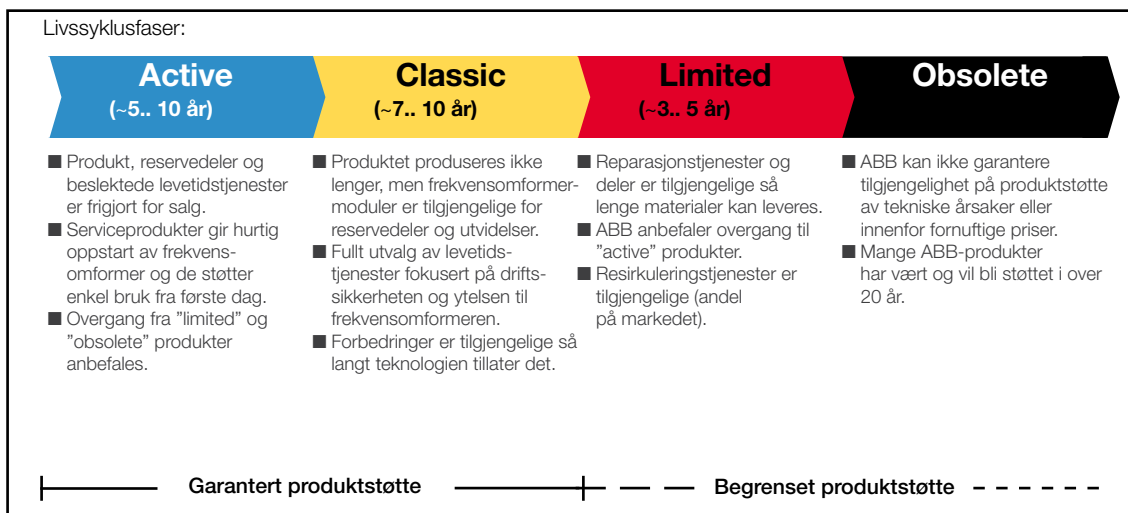 Livssyklusfaser:
Active
(~5.. 10 år)
■ Produkt, reservedeler og
beslektede levetidstjenester
er frigjort for salg.
■ Serviceprodukter gir hurtig
oppstart av frekvens-
omformer og de støtter
enkel bruk fra første dag.
■ Overgang fra ”limited” og
”obsolete” produkter
anbefales.
Classic
(~7.. 10 år)
■ Produktet produseres ikke
lenger, men frekvensomformer-
moduler er tilgjengelige for
reservedeler og utvidelser.
■ Fullt utvalg av levetids-
tjenester fokusert på drifts-
sikkerheten og ytelsen til
frekvensomformeren.
■ Forbedringer er tilgjengelige så
langt teknologien tillater det.
Limited
(~3.. 5 år)
■ Reparasjonstjenester og
deler er tilgjengelige så
lenge materialer kan leveres.
■ ABB anbefaler overgang til
”active” produkter.
■ Resirkuleringstjenester er
tilgjengelige (andel
på markedet).
Obsolete
■ ABB kan ikke garantere
tilgjengelighet på produktstøtte
av tekniske årsaker eller
innenfor fornuftige priser.
■ Mange ABB-produkter
har vært og vil bli støttet i over
20 år.
Garantert produktstøtte
Begrenset produktstøtte